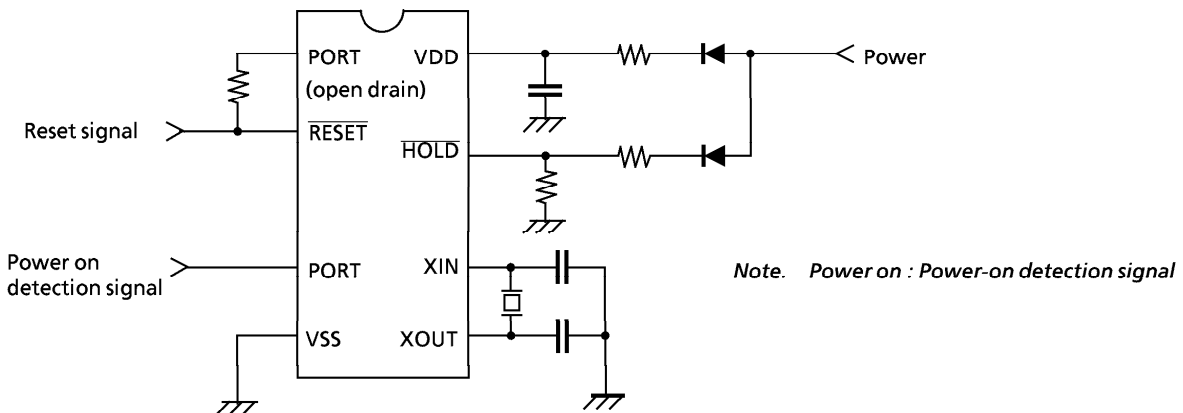 PORT
(open drain)
VDD
Power
Reset signal
RESET
HOLD
Power on
detection signal
PORT
XIN
Note. Power on : Power-on detection signal
VSS
XOUT